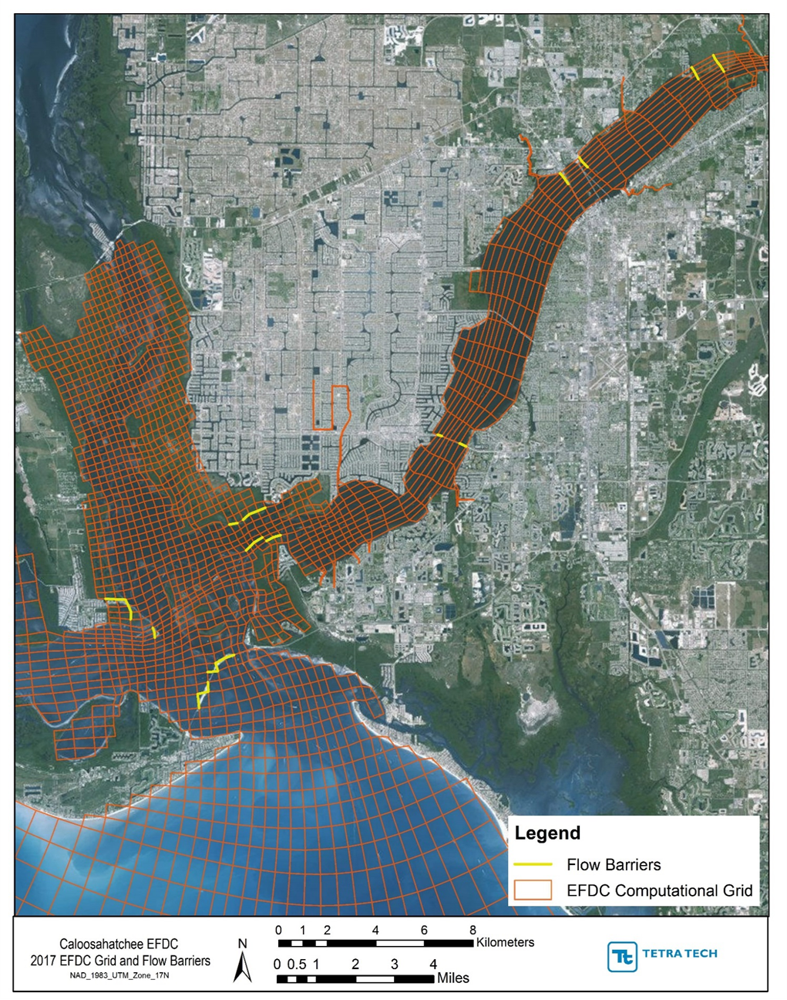 Legend
Flow Barriers
EFDC Computational Grid
Caloosahatchee EFDC
2017 EFDC Grid and Flow Barriers
NAD_1983_UTM_Zone_17N
N
0 1 2 4 6 8
Kilometers
0 0.5 1 2 3 4
Miles
Tt TETRA TECH